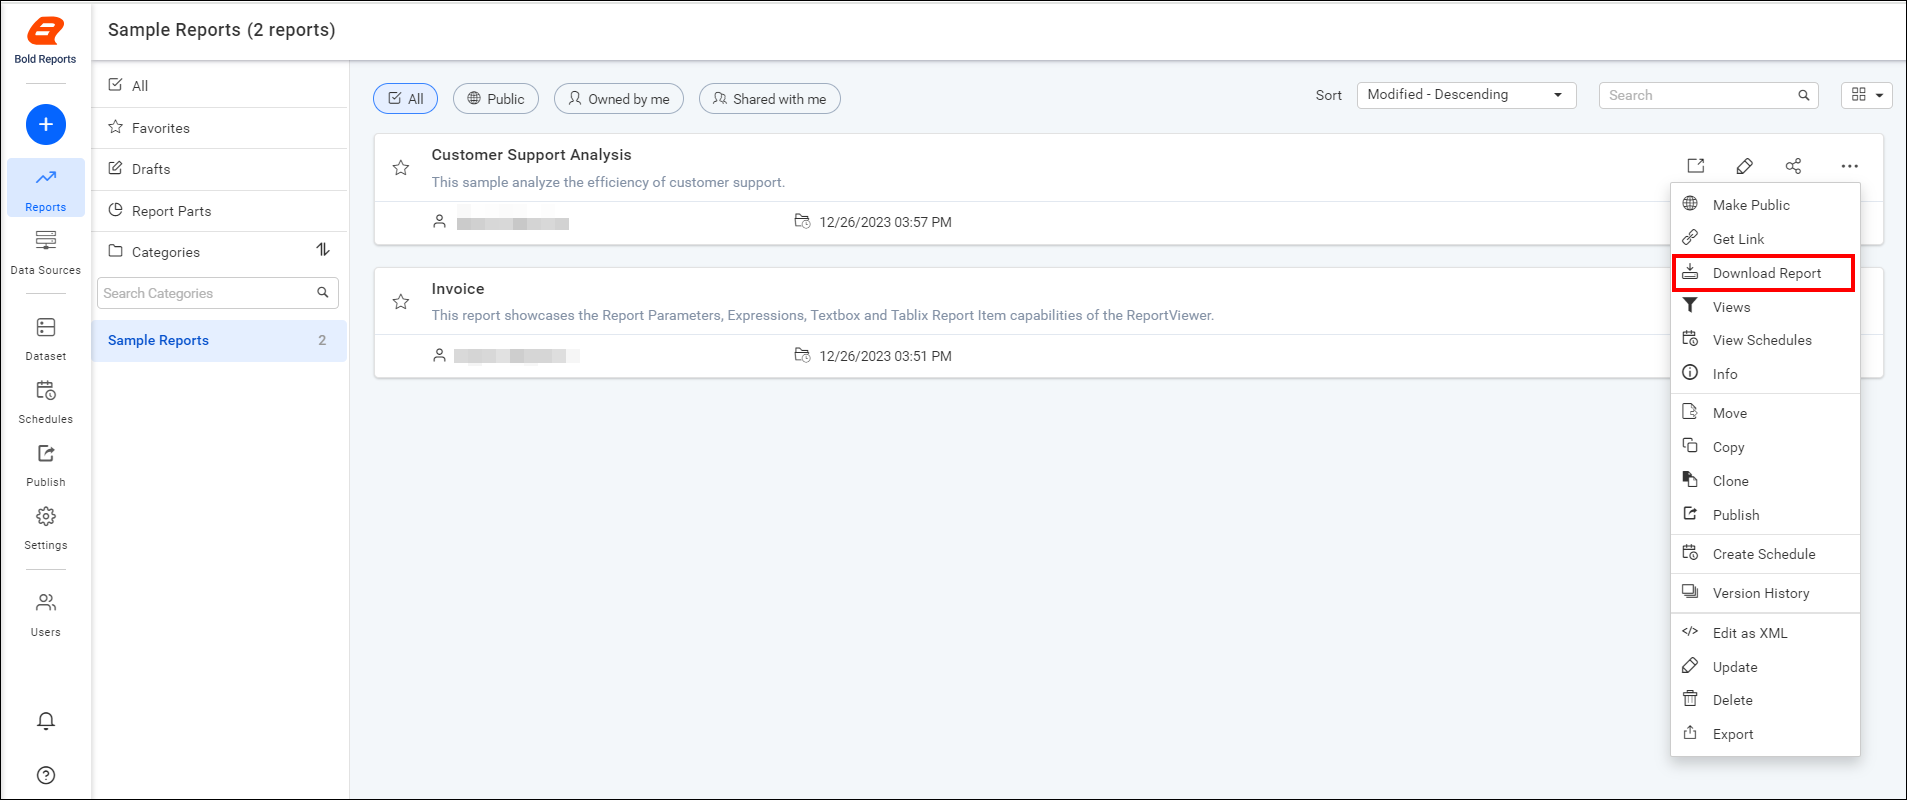 Bold Reports
Reports
Data Sources
Dataset
Schedules
Publish
Settings
Users
Sample Reports (2 reports)
All
Favorites
Drafts
Report Parts
Categories
Search Categories
Sample Reports 2
All
Public
Owned by me
Shared with me
Sort
Modified - Descending
Search
Customer Support Analysis
This sample analyze the efficiency of customer support.
12/26/2023 03:57 PM
Invoice
This report showcases the Report Parameters, Expressions, Textbox and Tablix Report Item capabilities of the ReportViewer.
12/26/2023 03:51 PM
Make Public
Get Link
Download Report
Views
View Schedules
Info
Move
Copy
Clone
Publish
Create Schedule
Version History
Edit as XML
Update
Delete
Export